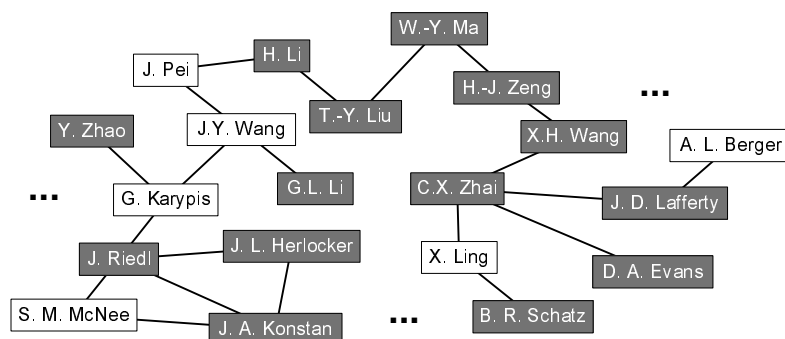 W.-Y. Ma
H. Li
J. Pei
H.-J. Zeng
...
T.-Y. Liu
Y. Zhao
J.Y. Wang
X.H. Wang
A. L. Berger
G.L. Li
C.X. Zhai
...
G. Karypis
J. D. Lafferty
J. L. Herlocker
J. Riedl
X. Ling
D. A. Evans
S. M. McNee
...
B. R. Schatz
J. A. Konstan